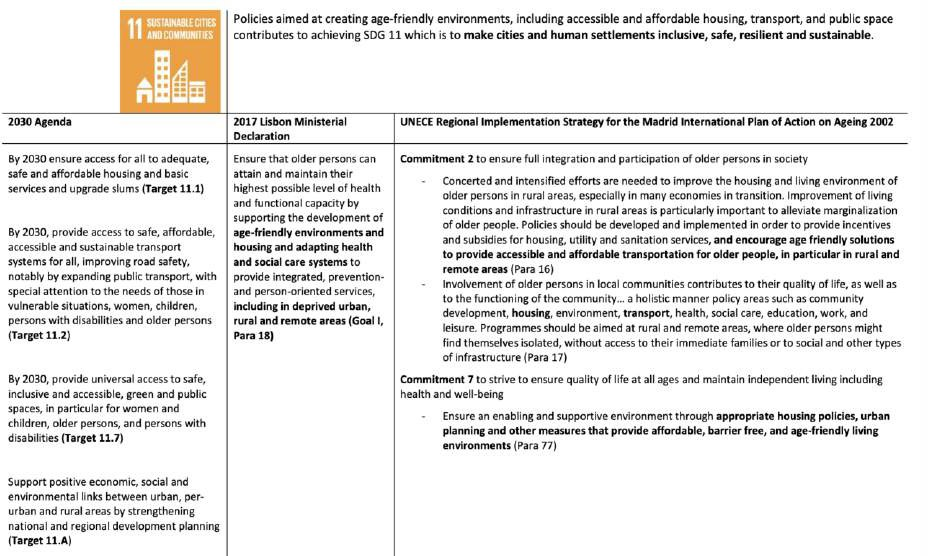 11 SUSTAINABLE CITIES
AND COMMUNITIES
Policies aimed at creating age-friendly environments, including accessible and affordable housing, transport, and public space
contributes to achieving SDG 11 which is to make cities and human settlements inclusive, safe, resilient and sustainable.
2030 Agenda
2017 Lisbon Ministerial
Declaration
UNECE Regional Implementation Strategy for the Madrid International Plan of Action on Ageing 2002
By 2030 ensure access for all to adequate,
safe and affordable housing and basic
services and upgrade slums (Target 11.1)
By 2030, provide access to safe, affordable,
accessible and sustainable transport
systems for all, improving road safety,
notably by expanding public transport, with
special attention to the needs of those in
vulnerable situations, women, children,
persons with disabilities and older persons
(Target 11.2)
By 2030, provide universal access to safe,
inclusive and accessible, green and public
spaces, in particular for women and
children, older persons, and persons with
disabilities (Target 11.7)
Support positive economic, social and
environmental links between urban, per-
urban and rural areas by strengthening
national and regional development planning
(Target 11.A)
Ensure that older persons can
attain and maintain their
highest possible level of health
and functional capacity by
supporting the development of
age-friendly environments and
housing and adapting health
and social care systems to
provide integrated, prevention-
and person-oriented services,
including in deprived urban,
rural and remote areas (Goal I,
Para 18)
Commitment 2 to ensure full integration and participation of older persons in society
- Concerted and intensified efforts are needed to improve the housing and living environment of
older persons in rural areas, especially in many economies in transition. Improvement of living
conditions and infrastructure in rural areas is particularly important to alleviate marginalization
of older people. Policies should be developed and implemented in order to provide incentives
and subsidies for housing, utility and sanitation services, and encourage age friendly solutions
to provide accessible and affordable transportation for older people, in particular in rural and
remote areas (Para 16)
- Involvement of older persons in local communities contributes to their quality of life, as well as
to the functioning of the community… a holistic manner policy areas such as community
development, housing, environment, transport, health, social care, education, work, and
leisure. Programmes should be aimed at rural and remote areas, where older persons might
find themselves isolated, without access to their immediate families or to social and other types
of infrastructure (Para 17)
Commitment 7 to strive to ensure quality of life at all ages and maintain independent living including
health and well-being
- Ensure an enabling and supportive environment through appropriate housing policies, urban
planning and other measures that provide affordable, barrier free, and age-friendly living
environments (Para 77)